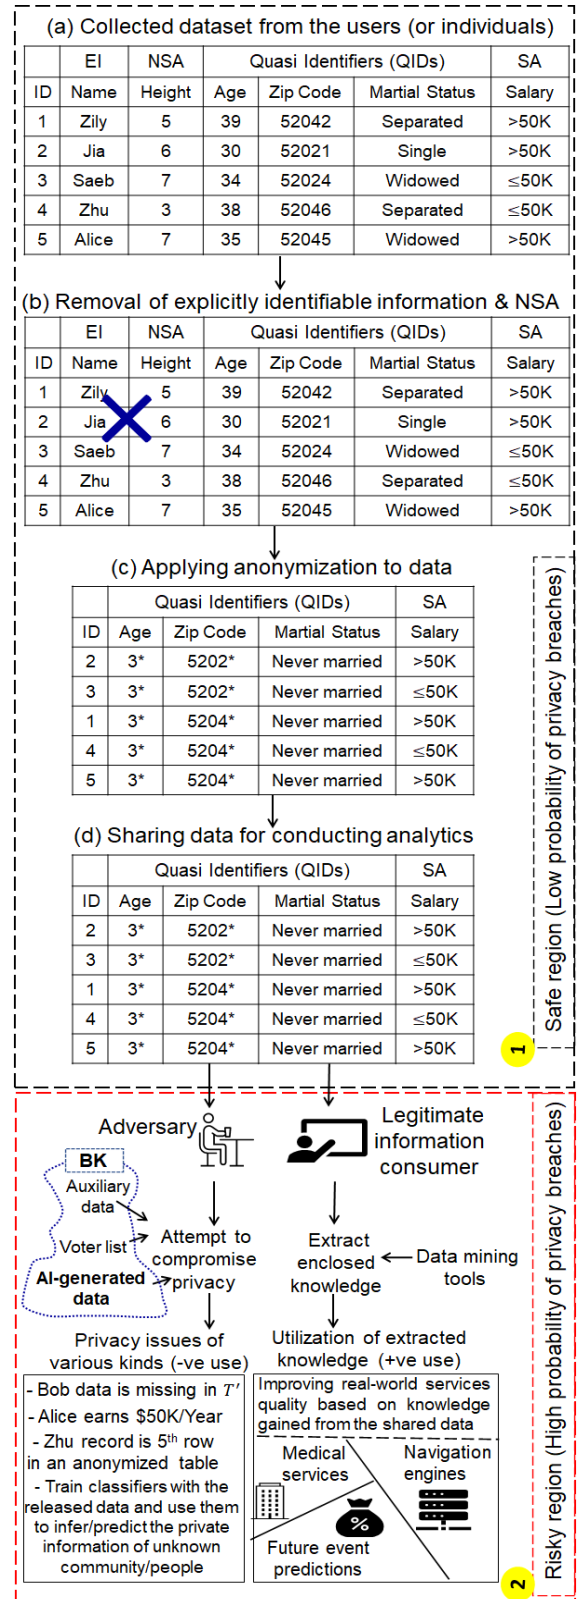 (a) Collected dataset from the users (or individuals)
EI NSA Quasi Identifiers (QIDs) SA
ID Name Height Age Zip Code Martial Status Salary
1 Zily 5 39 52042 Separated >50K
2 Jia 6 30 52021 Single >50K
3 Saeb 7 34 52024 Widowed ≤50K
4 Zhu 3 38 52046 Separated ≤50K
5 Alice 7 35 52045 Widowed >50K
(b) Removal of explicitly identifiable information & NSA
EI NSA Quasi Identifiers (QIDs) SA
ID Name Height Age Zip Code Martial Status Salary
1 Zily 5 39 52042 Separated >50K
2 Jia 6 30 52021 Single >50K
3 Saeb 7 34 52024 Widowed ≤50K
4 Zhu 3 38 52046 Separated ≤50K
5 Alice 7 35 52045 Widowed >50K
(c) Applying anonymization to data
Quasi Identifiers (QIDs) SA
ID Age Zip Code Martial Status Salary
2 3* 5202* Never married >50K
3 3* 5202* Never married ≤50K
1 3* 5204* Never married >50K
4 3* 5204* Never married ≤50K
5 3* 5204* Never married >50K
(d) Sharing data for conducting analytics
Quasi Identifiers (QIDs) SA
ID Age Zip Code Martial Status Salary
2 3* 5202* Never married >50K
3 3* 5202* Never married ≤50K
1 3* 5204* Never married >50K
4 3* 5204* Never married ≤50K
5 3* 5204* Never married >50K
Safe region (Low probability of privacy breaches)
1
Adversary
Legitimate
information
consumer
BK
Auxiliary
data
Voter list
AI-generated
data
Attempt to
compromise
privacy
Extract
enclosed
knowledge
Data mining
tools
Privacy issues of
various kinds (-ve use)
- Bob data is missing in T′
- Alice earns $50K/Year
- Zhu record is 5th row
in an anonymized table
- Train classifiers with the
released data and use them
to infer/predict the private
information of unknown
community/people
Utilization of extracted
knowledge (+ve use)
Improving real-world services
quality based on knowledge
gained from the shared data
Medical
services
Navigation
engines
%
Future event
predictions
Risky region (High probability of privacy breaches)
2